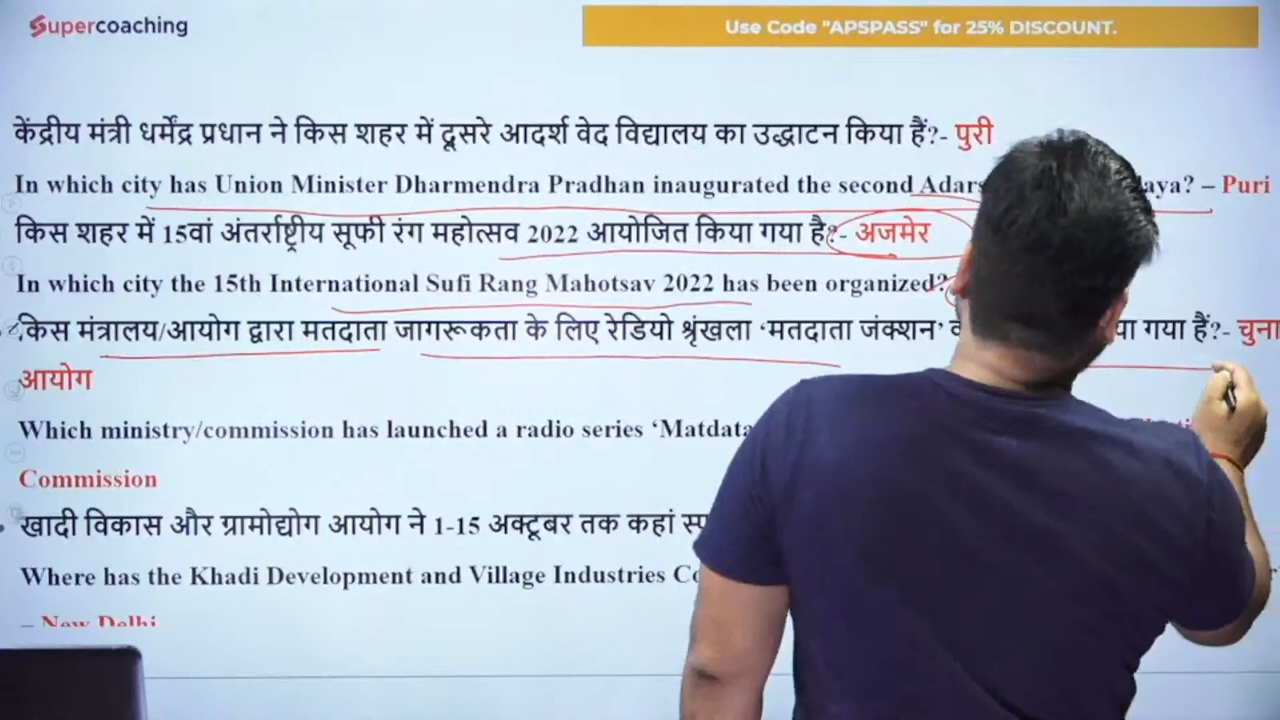 Supercoaching
Use Code "APSPASS" for 25% DISCOUNT.
केंद्रीय मंत्री धर्मेंद्र प्रधान ने किस शहर में दूसरे आदर्श वेद विद्यालय का उद्घाटन किया हैं?- पुरी
In which city has Union Minister Dharmendra Pradhan inaugurated the second – Puri
किस शहर में 15वां अंतर्राष्ट्रीय सूफी रंग महोत्सव 2022 आयोजित किया गया है?- अजमेर
In which city the 15th International Sufi Rang Mahotsav 2022 has been organized?
किस मंत्रालय/आयोग द्वारा मतदाता जागरूकता के लिए रेडियो श्रृंखला ‘मतदाता जंक्शन’ गया हैं?-
आयोग
Which ministry/commission has launched a radio series ‘Matdata
Commission
खादी विकास और ग्रामोद्योग आयोग ने 1-15 अक्टूबर तक कहां
Where has the Khadi Development and Village Industries
– New Delhi